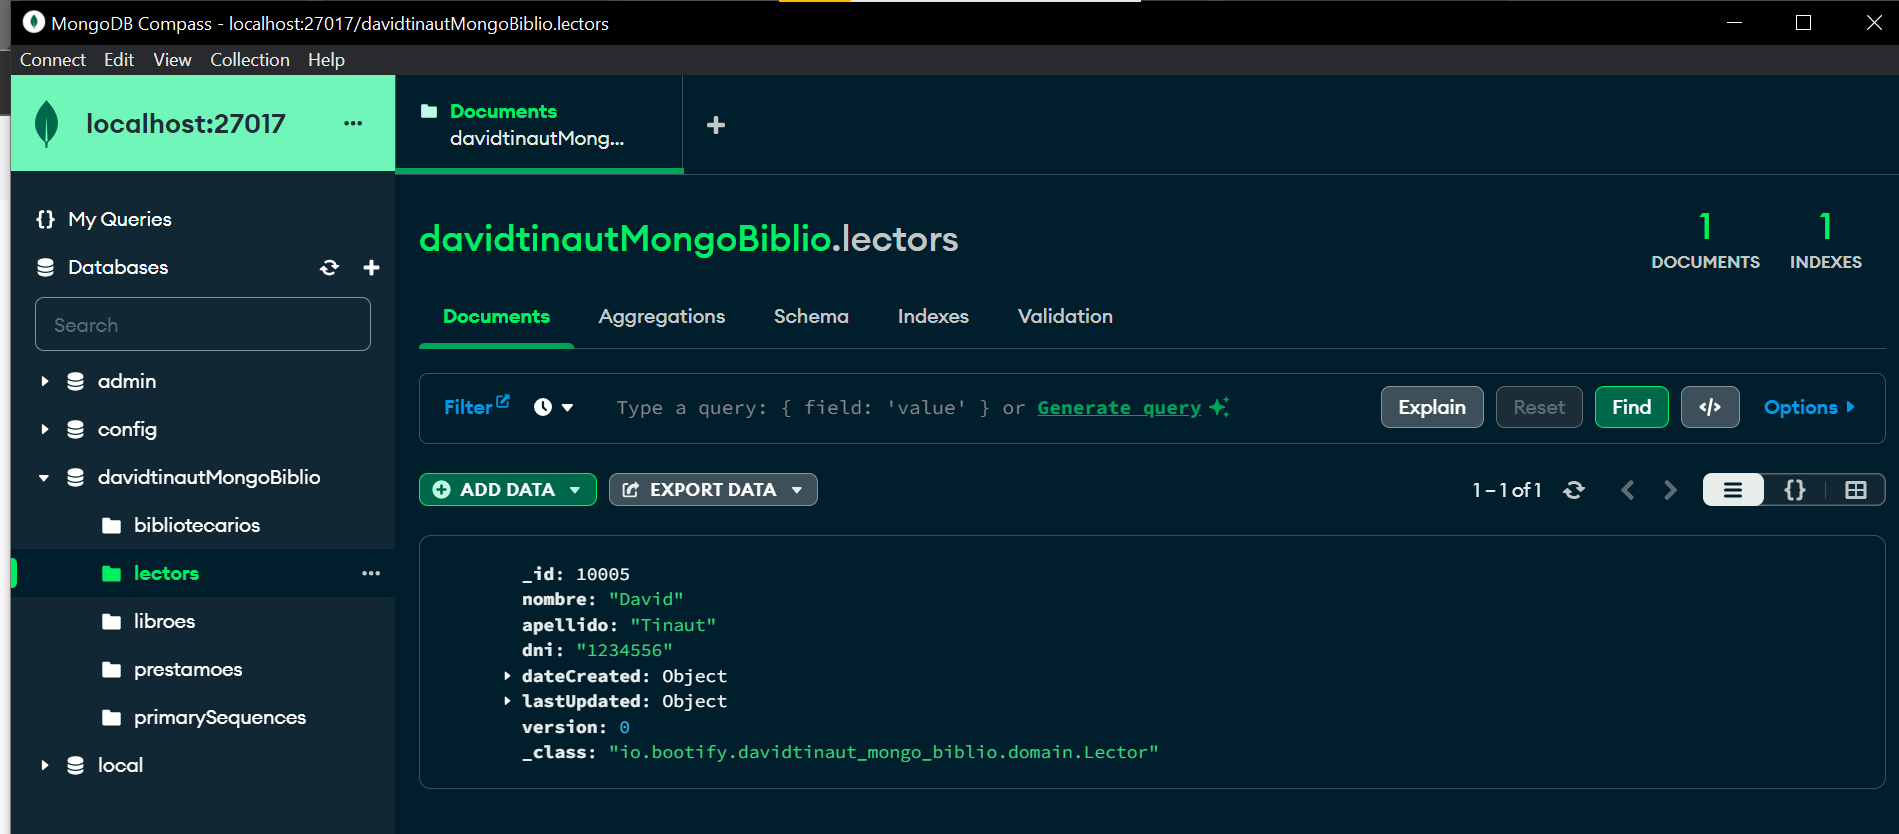 MongoDB Compass - localhost:27017/davidtinautMongoBiblio.lectors
Connect Edit View Collection Help
localhost:27017 ...
My Queries
Databases
Search
admin
config
davidtinautMongoBiblio
bibliotecarios
lectors ...
libroes
prestamoes
primarySequences
local
Documents
davidtinautMong...
davidtinautMongoBiblio.lectors
1
DOCUMENTS
1
INDEXES
Documents Aggregations Schema Indexes Validation
Filter Type a query: { field: 'value' } or Generate query Explain Reset Find </> Options
ADD DATA EXPORT DATA 1 – 1 of 1 {}
_id: 10005
nombre: "David"
apellido: "Tinaut"
dni: "1234556"
dateCreated: Object
lastUpdated: Object
version: 0
_class: "io.bootify.davidtinaut_mongo_biblio.domain.Lector"